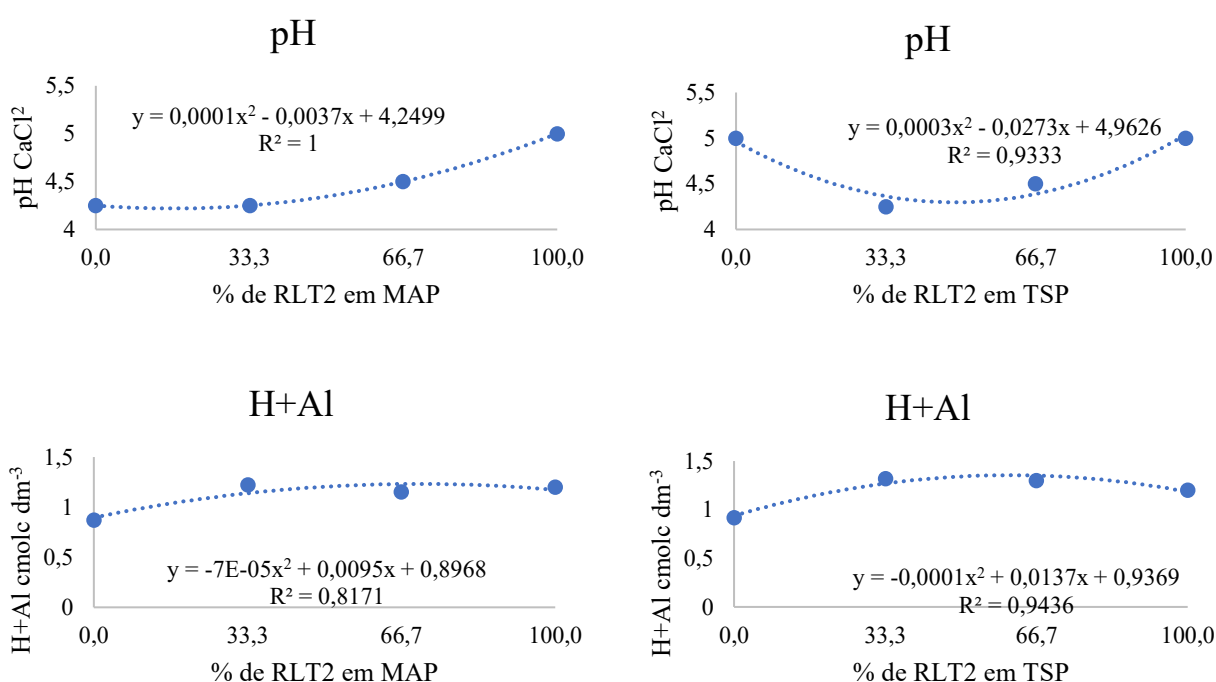 pH
pH CaCl²
5,5
5
4,5
4
y = 0,0001x² - 0,0037x + 4,2499
R² = 1
0,0 33,3 66,7 100,0
% de RLT2 em MAP
pH
pH CaCl²
5,5
5
4,5
4
y = 0,0003x² - 0,0273x + 4,9626
R² = 0,9333
0,0 33,3 66,7 100,0
% de RLT2 em TSP
H+Al
H+Al cmolc dm⁻³
1,5
1
0,5
0
y = -7E-05x² + 0,0095x + 0,8968
R² = 0,8171
0,0 33,3 66,7 100,0
% de RLT2 em MAP
H+Al
H+Al cmolc dm⁻³
1,5
1
0,5
0
y = -0,0001x² + 0,0137x + 0,9369
R² = 0,9436
0,0 33,3 66,7 100,0
% de RLT2 em TSP